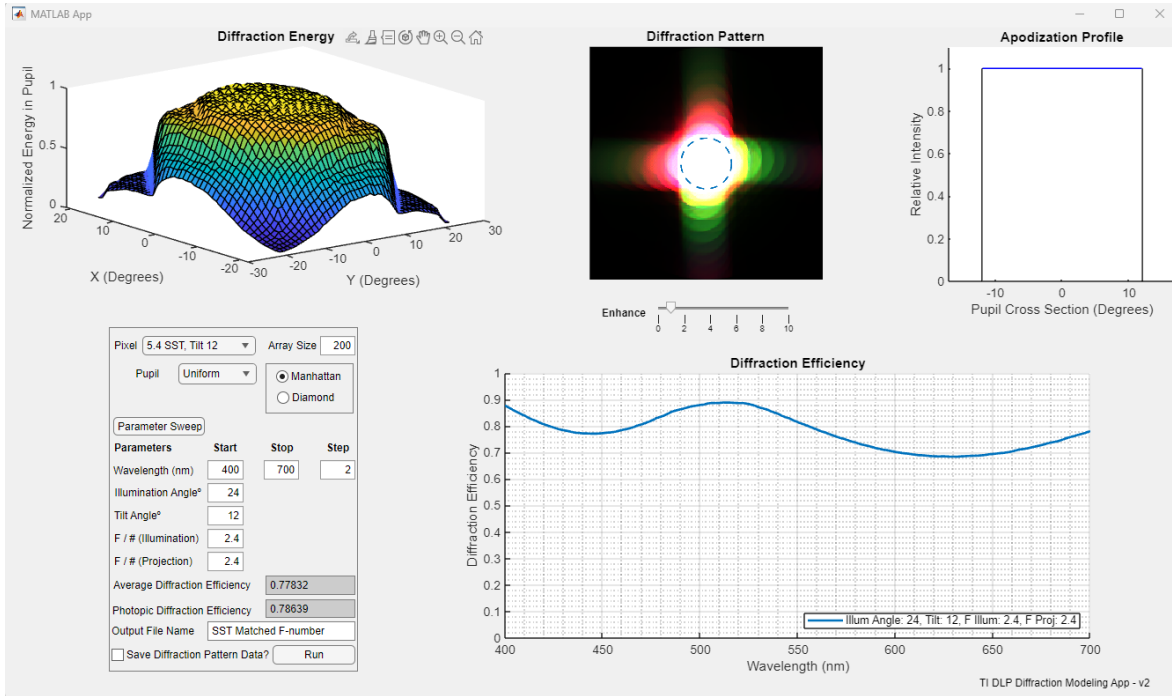 MATLAB App
Diffraction Energy
Normalized Energy in Pupil
1
0.5
0
20
10
0
-10
-20
X (Degrees)
-30
-20
-10
0
10
20
30
Y (Degrees)
Diffraction Pattern
Enhance
0 2 4 6 8 10
Apodization Profile
Relative Intensity
1
0.8
0.6
0.4
0.2
0
-10 0 10
Pupil Cross Section (Degrees)
Pixel 5.4 SST, Tilt 12 Array Size 200
Pupil Uniform
Manhattan
Diamond
Parameter Sweep
Parameters Start Stop Step
Wavelength (nm) 400 700 2
Illumination Angle° 24
Tilt Angle° 12
F / # (Illumination) 2.4
F / # (Projection) 2.4
Average Diffraction Efficiency 0.77832
Photopic Diffraction Efficiency 0.78639
Output File Name SST Matched F-number
Save Diffraction Pattern Data? Run
Diffraction Efficiency
Diffraction Efficiency
1
0.9
0.8
0.7
0.6
0.5
0.4
0.3
0.2
0.1
0
400 450 500 550 600 650 700
Wavelength (nm)
Illum Angle: 24, Tilt: 12, F Illum: 2.4, F Proj: 2.4
TI DLP Diffraction Modeling App - v2